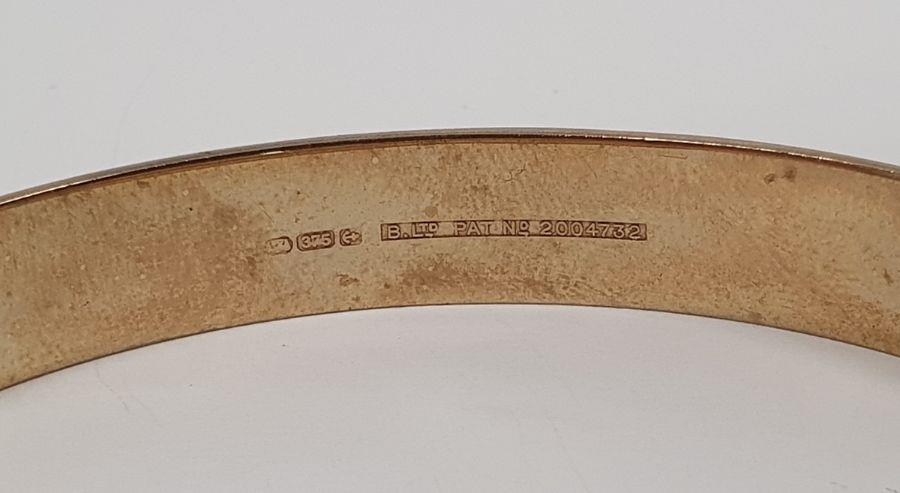 375 B. LTD PAT NO 2004732